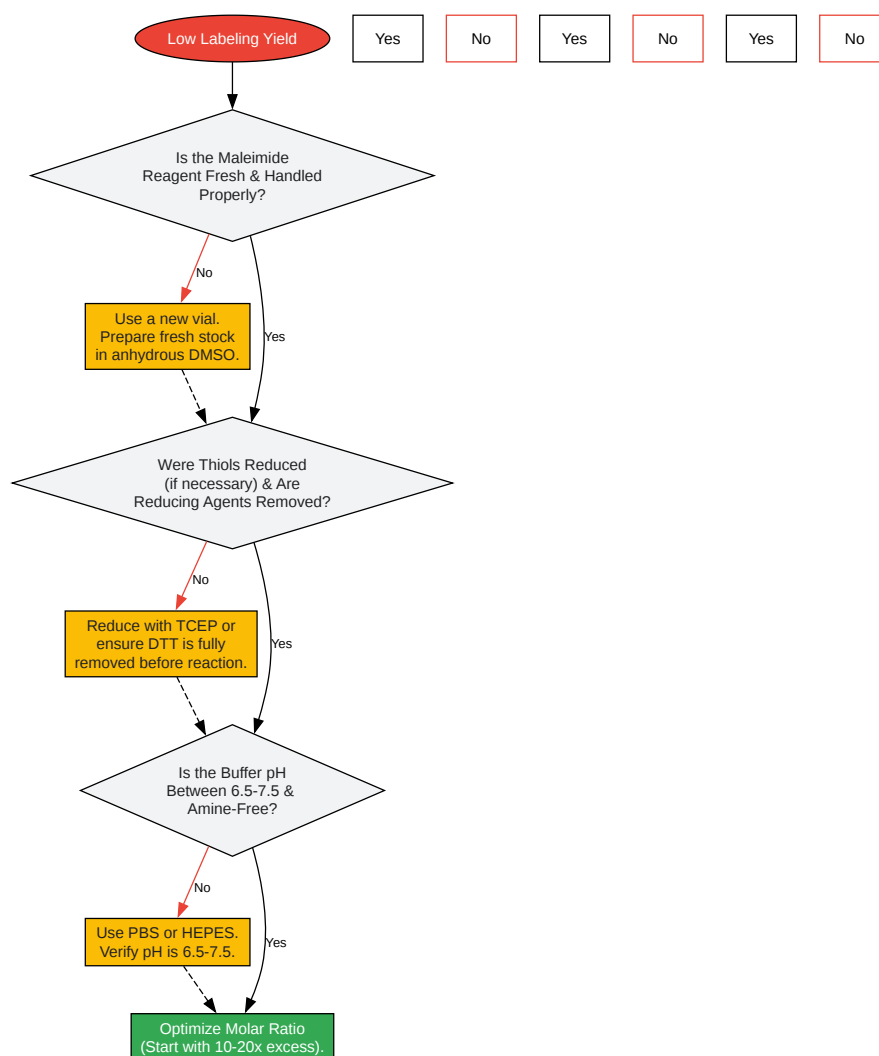 Low Labeling Yield
Yes
No
Yes
No
Yes
No
Is the Maleimide
Reagent Fresh & Handled
Properly?
No
Use a new vial.
Prepare fresh stock
in anhydrous DMSO.
Yes
Were Thiols Reduced
(if necessary) & Are
Reducing Agents Removed?
No
Reduce with TCEP or
ensure DTT is fully
removed before reaction.
Yes
Is the Buffer pH
Between 6.5-7.5 &
Amine-Free?
No
Use PBS or HEPES.
Verify pH is 6.5-7.5.
Yes
Optimize Molar Ratio
(Start with 10-20x excess).